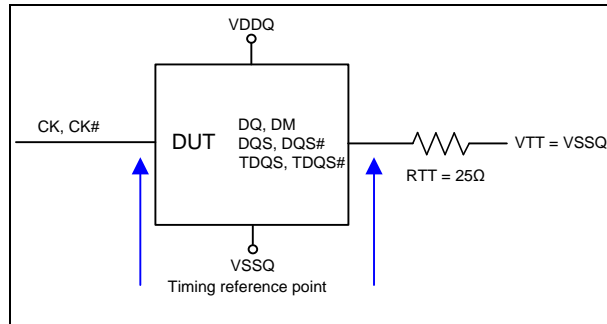 VDDQ
CK, CK#
DUT
DQ, DM
DQS, DQS#
TDQS, TDQS#
VTT = VSSQ
RTT = 25Ω
VSSQ
Timing reference point